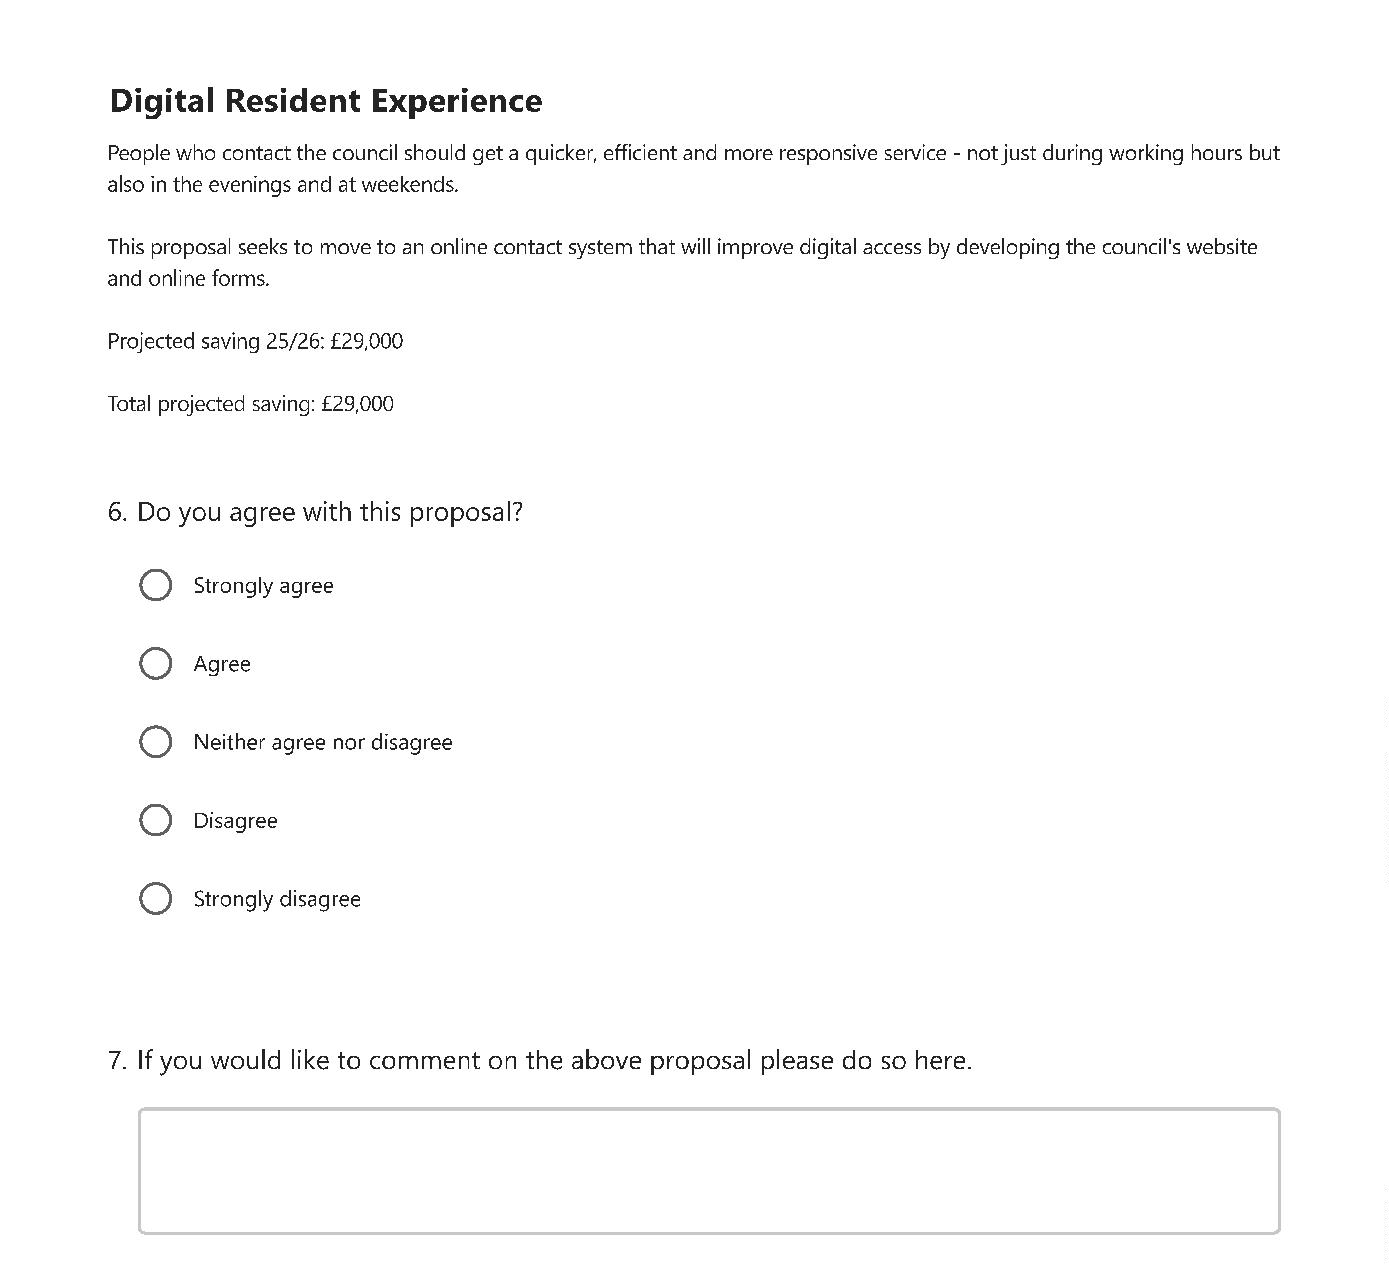 Digital Resident Experience
People who contact the council should get a quicker, efficient and more responsive service - not just during working hours but
also in the evenings and at weekends.
This proposal seeks to move to an online contact system that will improve digital access by developing the council's website
and online forms.
Projected saving 25/26: £29,000
Total projected saving: £29,000
6. Do you agree with this proposal?
Strongly agree
Agree
Neither agree nor disagree
Disagree
Strongly disagree
7. If you would like to comment on the above proposal please do so here.